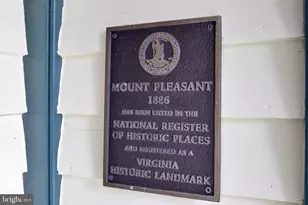 MOUNT PLEASANT
1886
HAS BEEN LISTED IN THE
NATIONAL REGISTER
OF HISTORIC PLACES
AND REGISTERED AS A
VIRGINIA
HISTORIC LANDMARK
BRIGHT